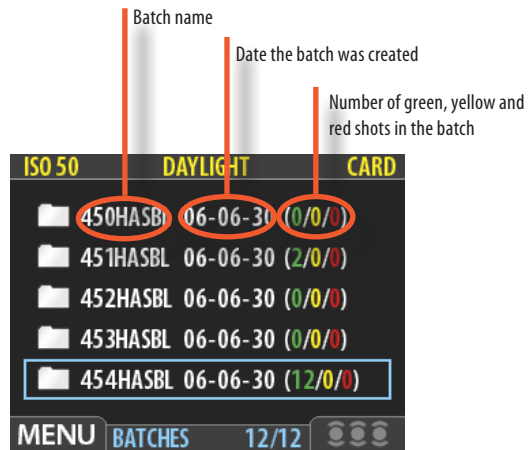 Batch name
Date the batch was created
Number of green, yellow and
red shots in the batch
ISO 50 DAYLIGHT CARD
450HASBL 06-06-30 (0/0/0)
451HASBL 06-06-30 (2/0/0)
452HASBL 06-06-30 (0/0/0)
453HASBL 06-06-30 (0/0/0)
454HASBL 06-06-30 (12/0/0)
MENU BATCHES 12/12